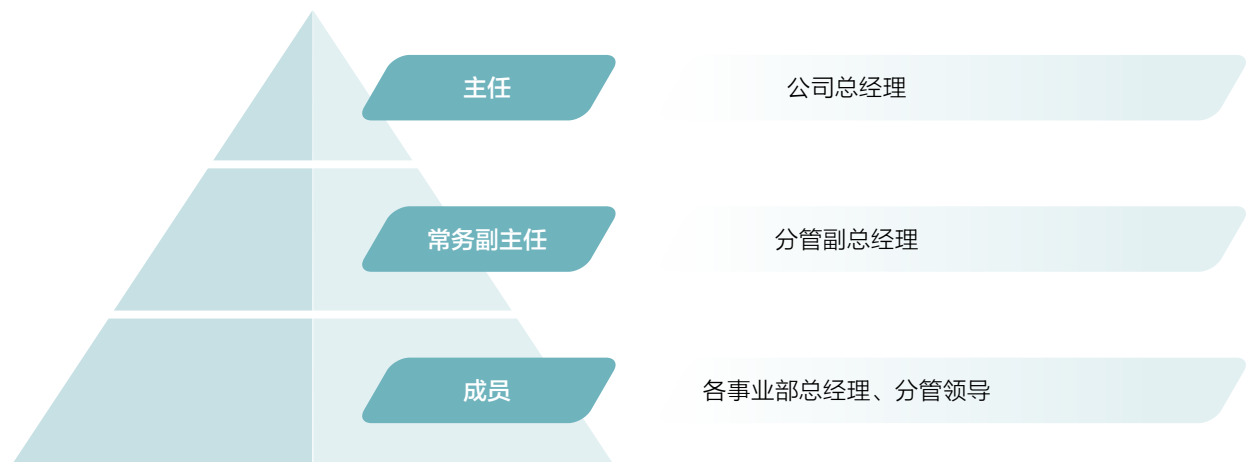 主任
公司总经理
常务副主任
分管副总经理
成员
各事业部总经理、分管领导